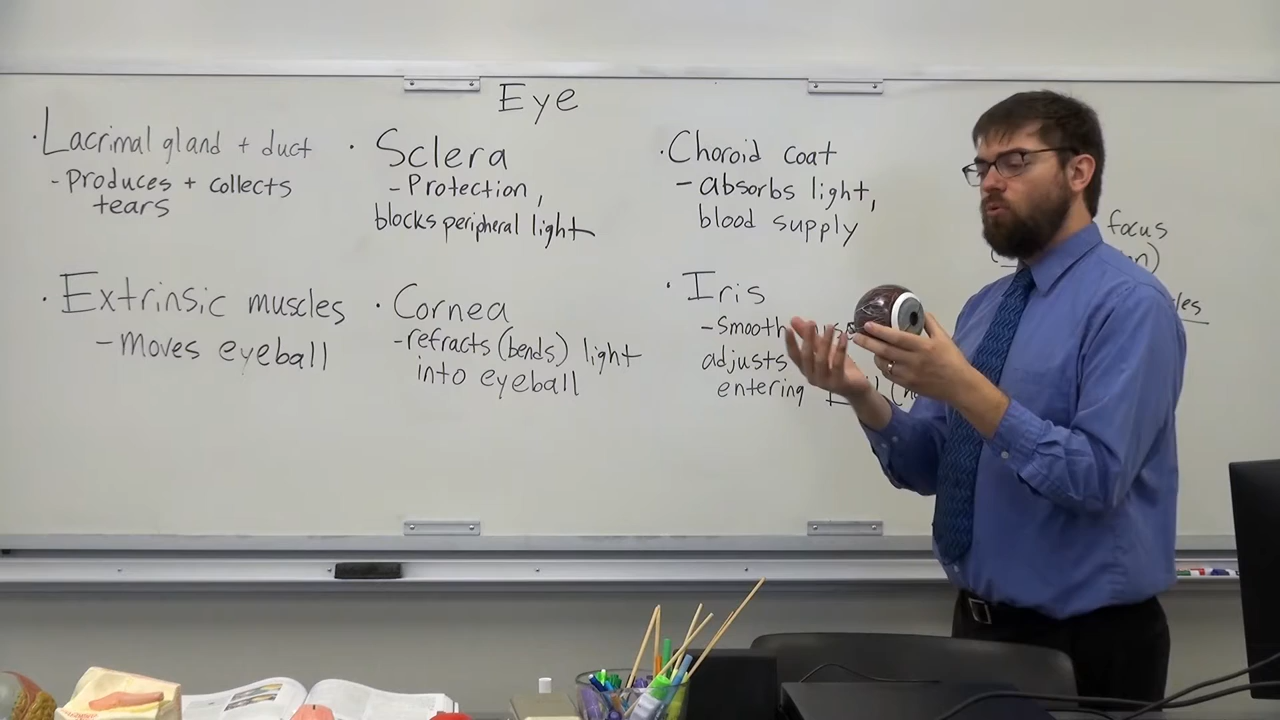 Eye
· Lacrimal gland + duct
- produces + collects
tears
· Extrinsic muscles
- moves eyeball
· Sclera
- Protection,
blocks peripheral light
· Cornea
- refracts (bends) light
into eyeball
· Choroid coat
- absorbs light,
blood supply
· Iris
- Smooth
adjusts
entering
focus